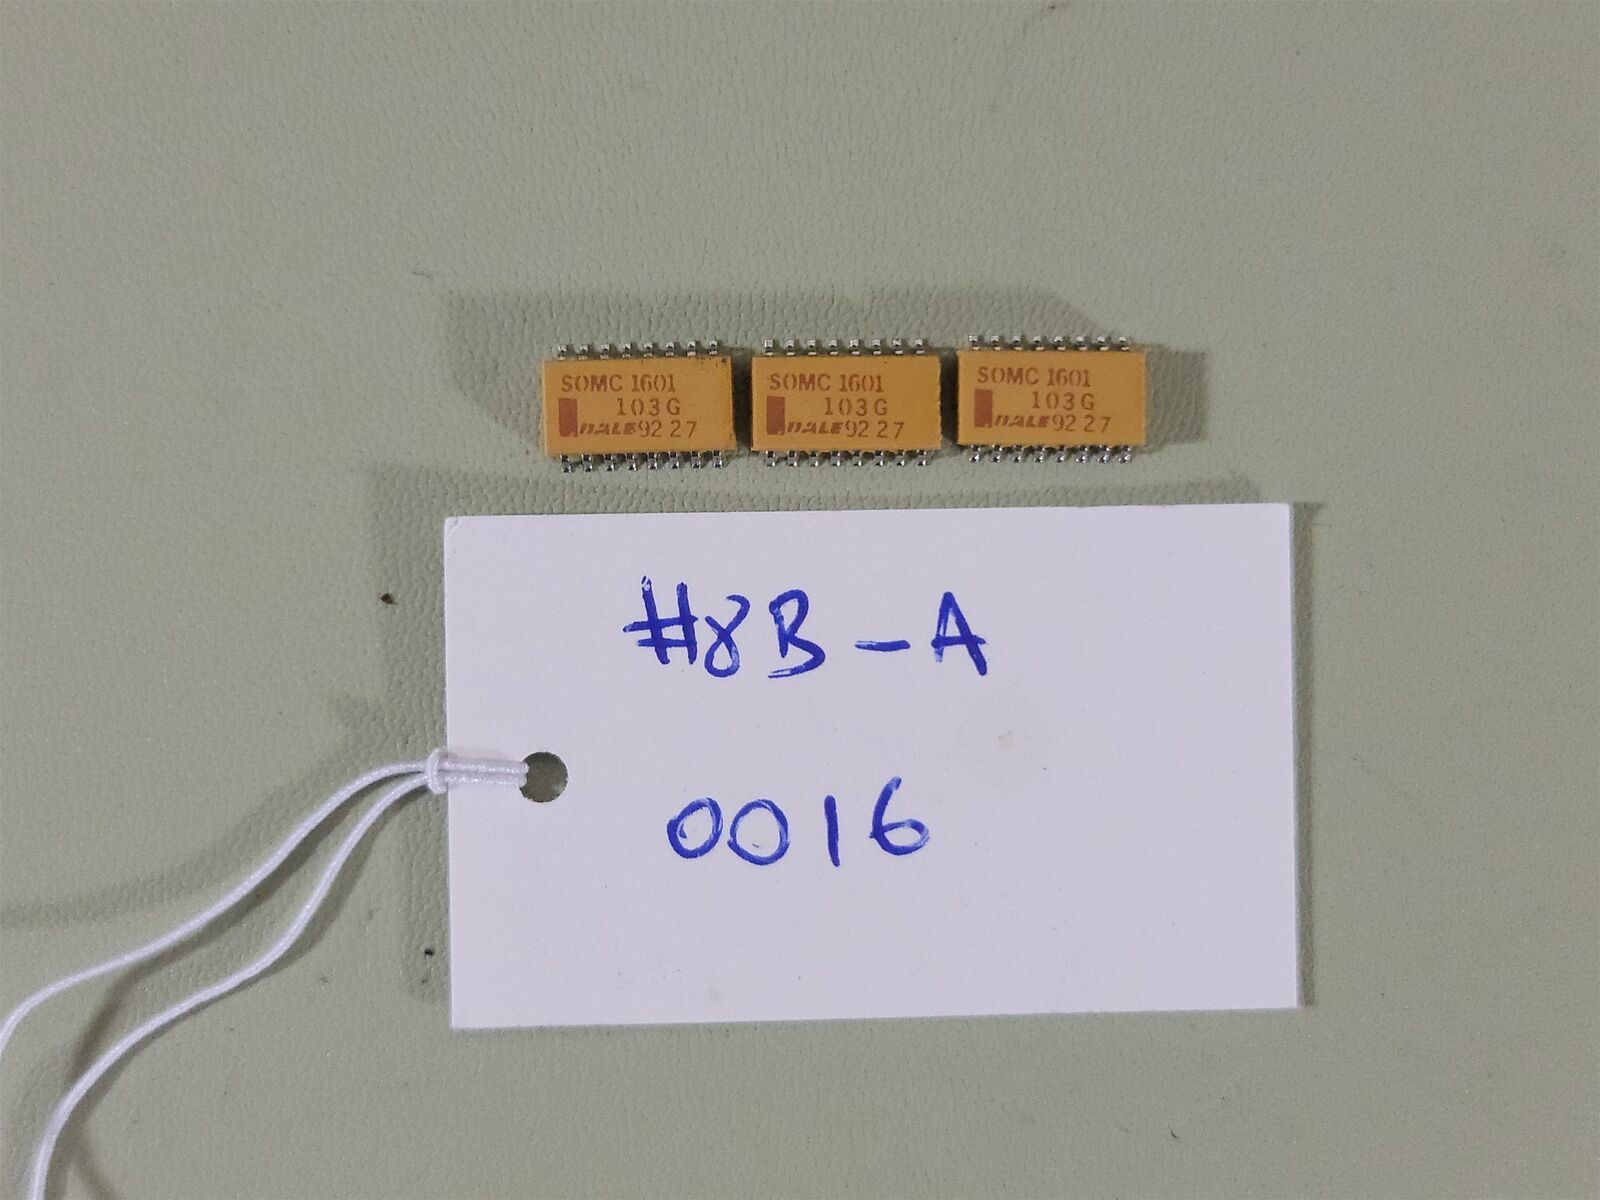 SOMC 1601
103G
DALE 92 27
SOMC 1601
103G
DALE 92 27
SOMC 1601
103G
DALE 92 27
#8B-A
0016